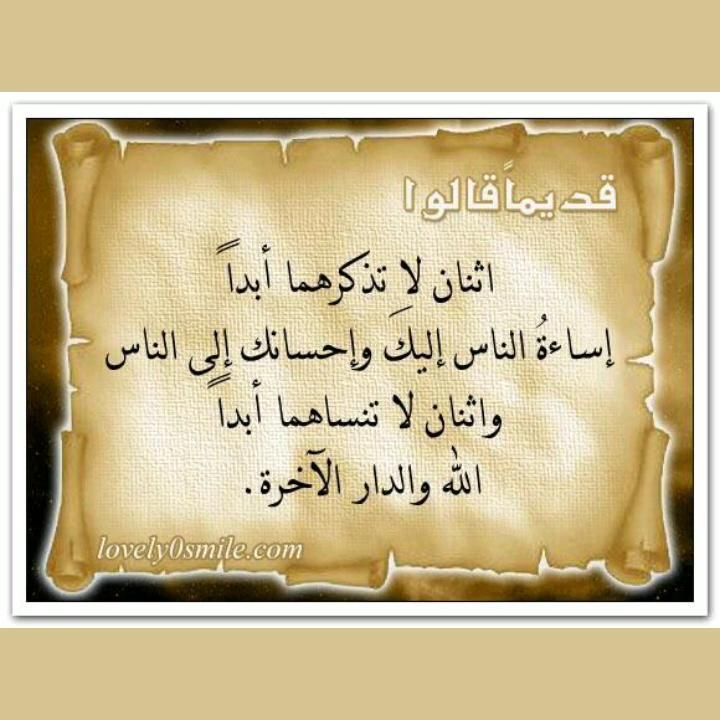 قديماً قالوا
اثنان لا تذكرهما أبداً
إساءةُ الناس إليكَ وإحسانك إلى الناس
واثنان لا تنساهما أبداً
الله والدار الآخرة.
lovely0smile.com